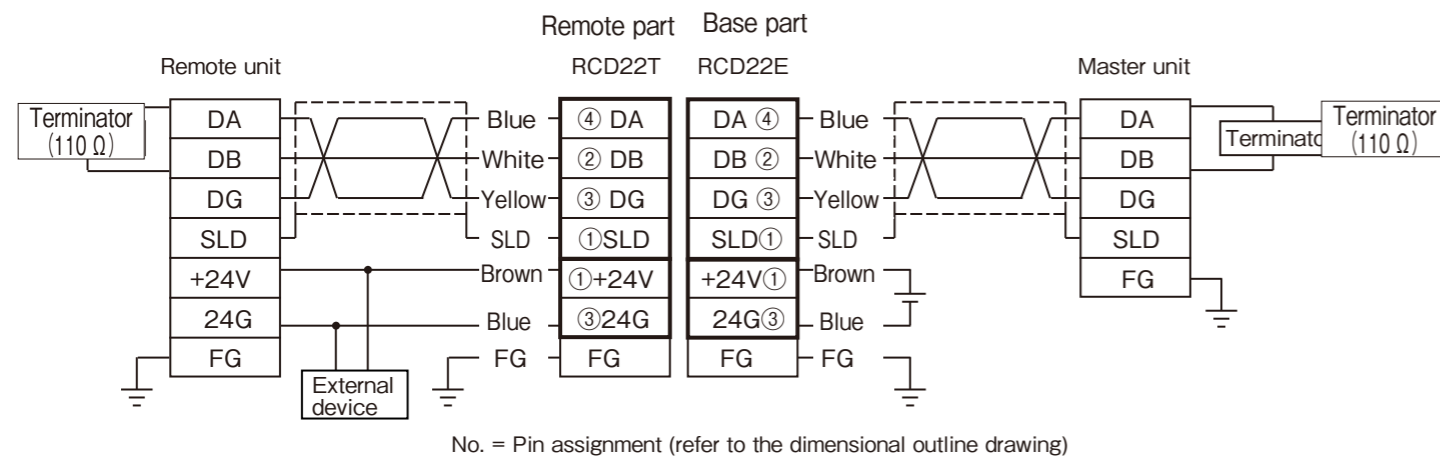 Remote part Base part
Remote unit RCD22T RCD22E Master unit
Terminator
(110 Ω)
DA
DB
DG
SLD
+24V
24G
FG
External
device
Blue
White
Yellow
SLD
Brown
Blue
FG
④ DA
② DB
③ DG
①SLD
①+24V
③24G
FG
DA ④
DB ②
DG ③
SLD①
+24V①
24G③
FG
Blue
White
Yellow
SLD
Brown
Blue
FG
DA
DB
DG
SLD
FG
Terminato
Terminator
(110 Ω)
No. = Pin assignment (refer to the dimensional outline drawing)